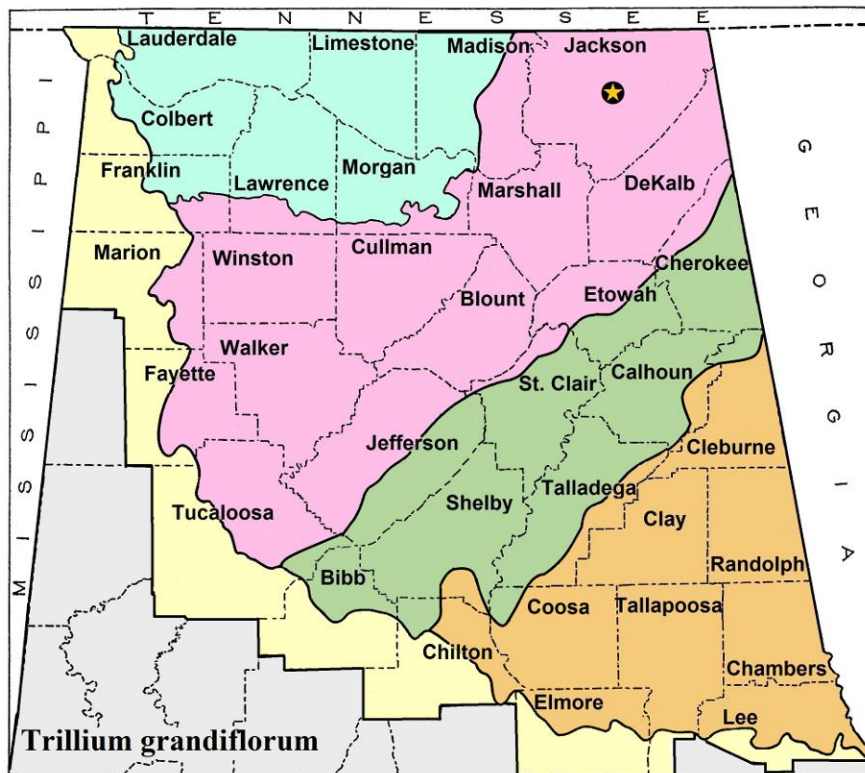 TENNESSEE
Lauderdale
Limestone
Madison
Jackson
Colbert
Franklin
Lawrence
Morgan
Marshall
DeKalb
Marion
Winston
Cullman
Cherokee
Blount
Etowah
Walker
Fayette
St. Clair
Calhoun
Jefferson
Cleburne
Tucaloosa
Shelby
Talladega
Clay
Randolph
Bibb
Coosa
Tallapoosa
Chilton
Chambers
Elmore
Lee
MISSISSIPPI
GEORGIA
Trillium grandiflorum